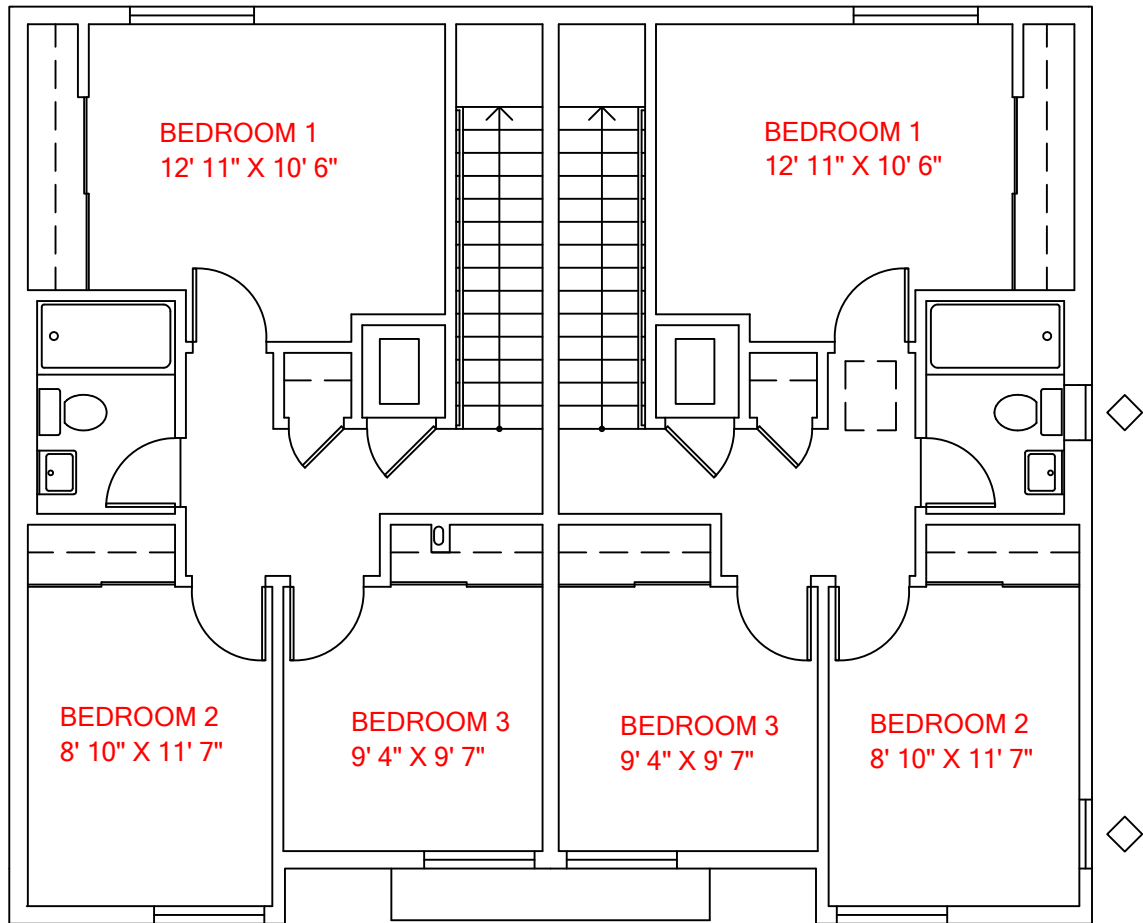 BEDROOM 1
12' 11" X 10' 6"
BEDROOM 1
12' 11" X 10' 6"
BEDROOM 2
8' 10" X 11' 7"
BEDROOM 3
9' 4" X 9' 7"
BEDROOM 3
9' 4" X 9' 7"
BEDROOM 2
8' 10" X 11' 7"